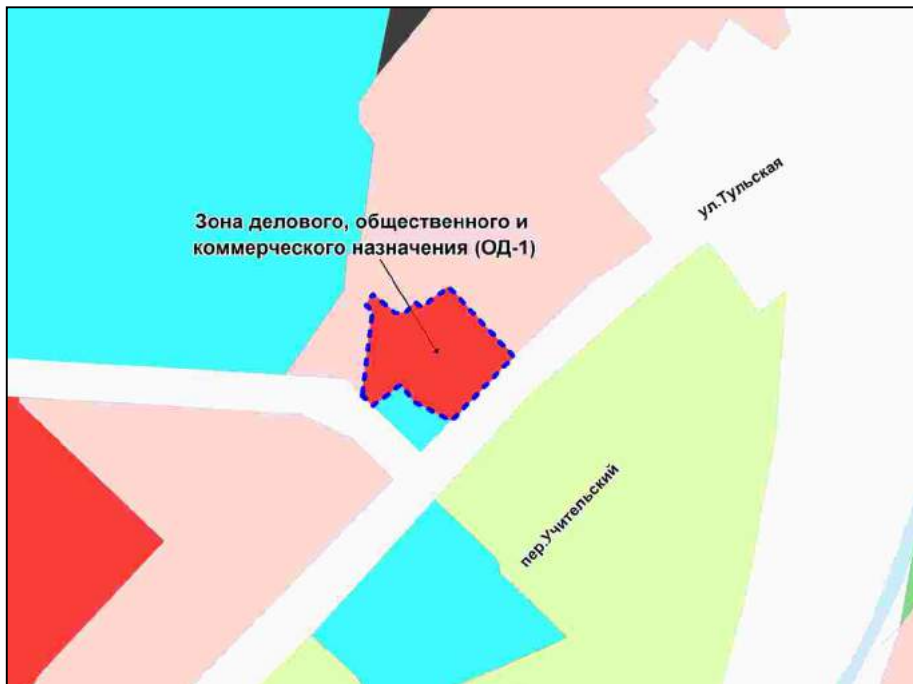 ул.Тульская
Зона делового, общественного и
коммерческого назначения (ОД-1)
пер.Учительский